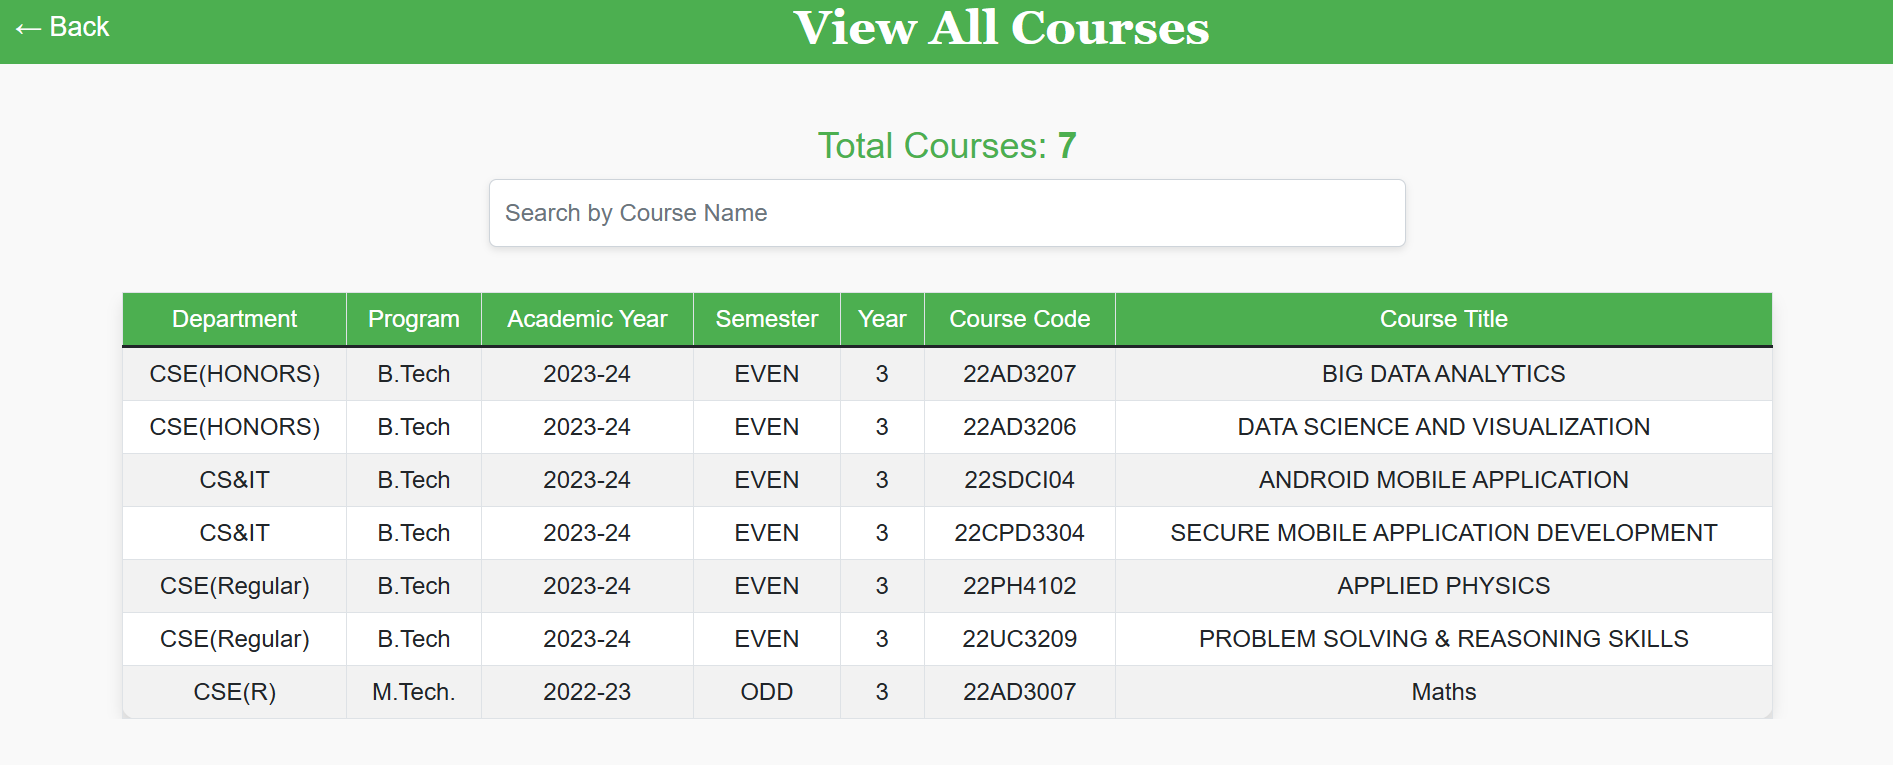 ← Back
View All Courses
Total Courses: 7
Search by Course Name
Department Program Academic Year Semester Year Course Code Course Title
CSE(HONORS) B.Tech 2023-24 EVEN 3 22AD3207 BIG DATA ANALYTICS
CSE(HONORS) B.Tech 2023-24 EVEN 3 22AD3206 DATA SCIENCE AND VISUALIZATION
CS&IT B.Tech 2023-24 EVEN 3 22SDCI04 ANDROID MOBILE APPLICATION
CS&IT B.Tech 2023-24 EVEN 3 22CPD3304 SECURE MOBILE APPLICATION DEVELOPMENT
CSE(Regular) B.Tech 2023-24 EVEN 3 22PH4102 APPLIED PHYSICS
CSE(Regular) B.Tech 2023-24 EVEN 3 22UC3209 PROBLEM SOLVING & REASONING SKILLS
CSE(R) M.Tech. 2022-23 ODD 3 22AD3007 Maths